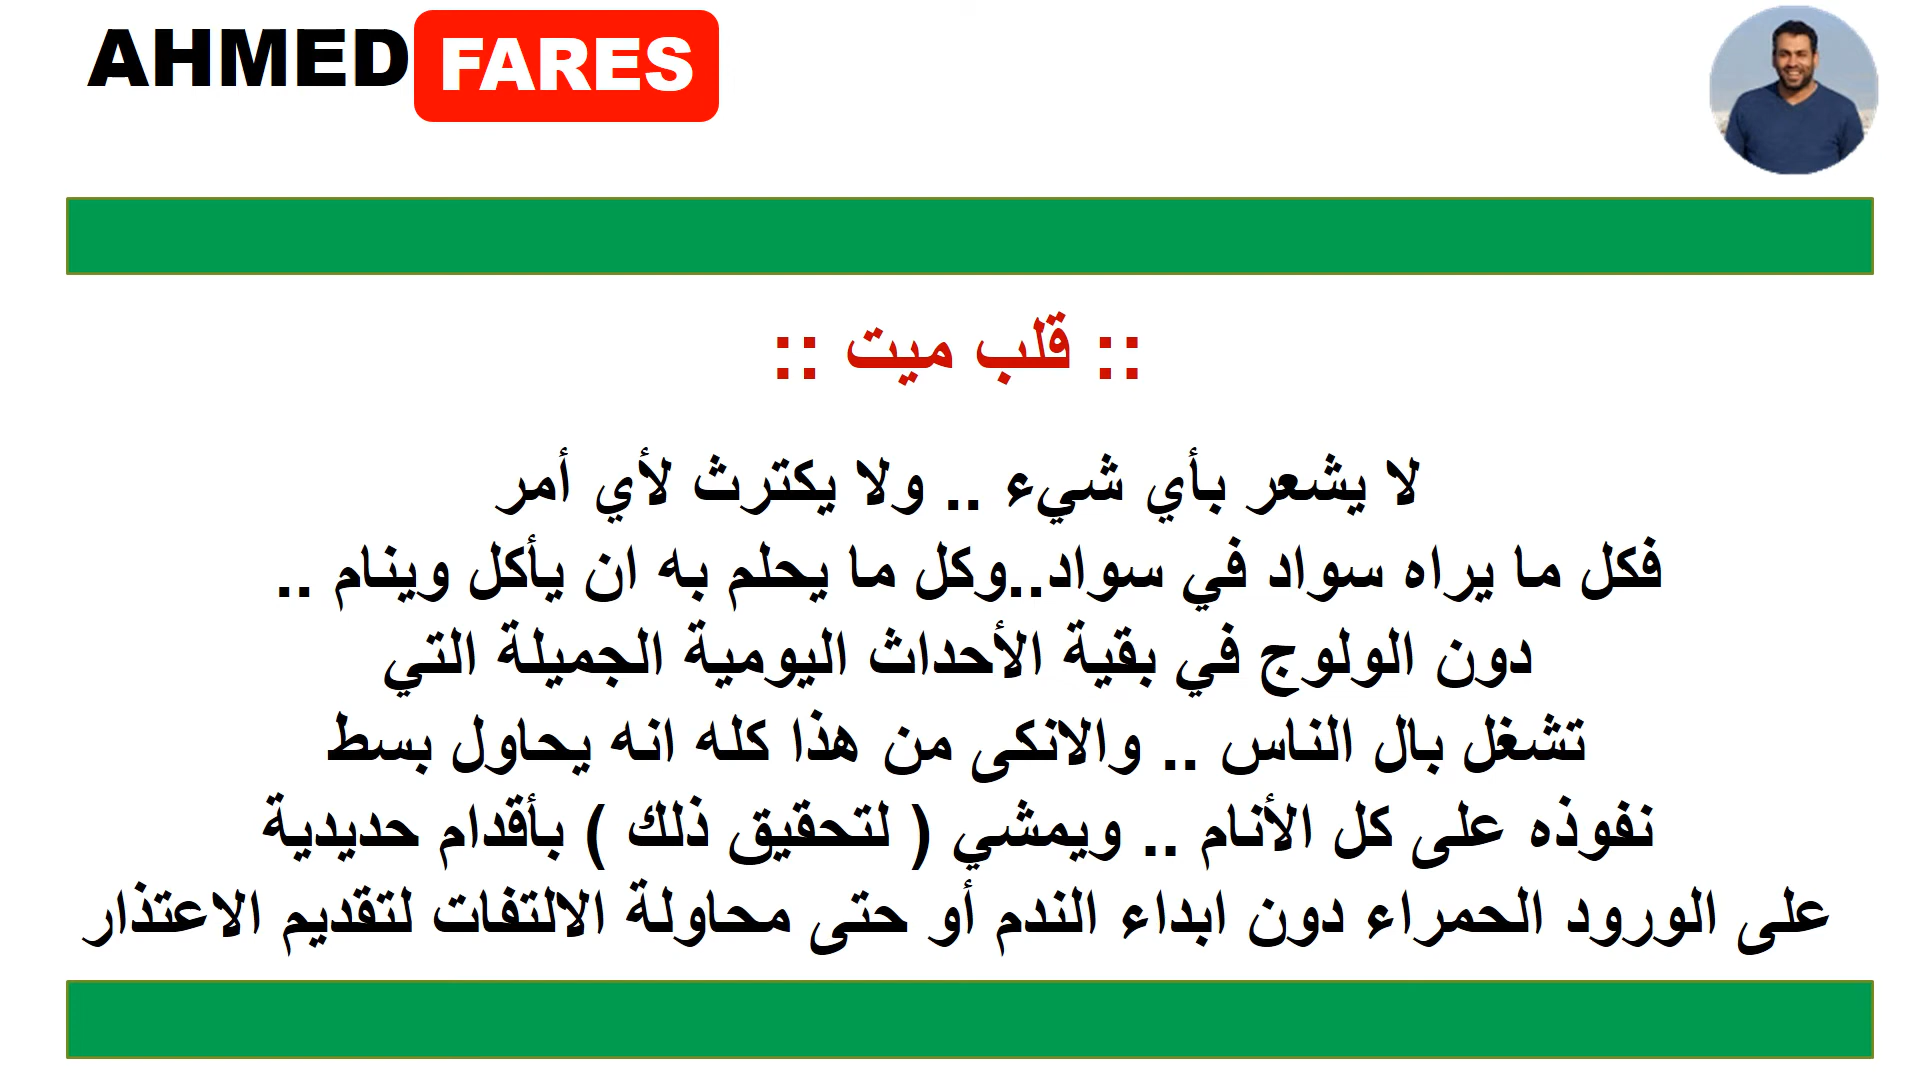 AHMED FARES
:: قلب ميت ::
لا يشعر بأي شيء .. ولا يكترث لأي أمر
فكل ما يراه سواد في سواد..وكل ما يحلم به ان يأكل وينام ..
دون الولوج في بقية الأحداث اليومية الجميلة التي
تشغل بال الناس .. والانكى من هذا كله انه يحاول بسط
نفوذه على كل الأنام .. ويمشي ( لتحقيق ذلك ) بأقدام حديدية
على الورود الحمراء دون ابداء الندم أو حتى محاولة الالتفات لتقديم الاعتذار